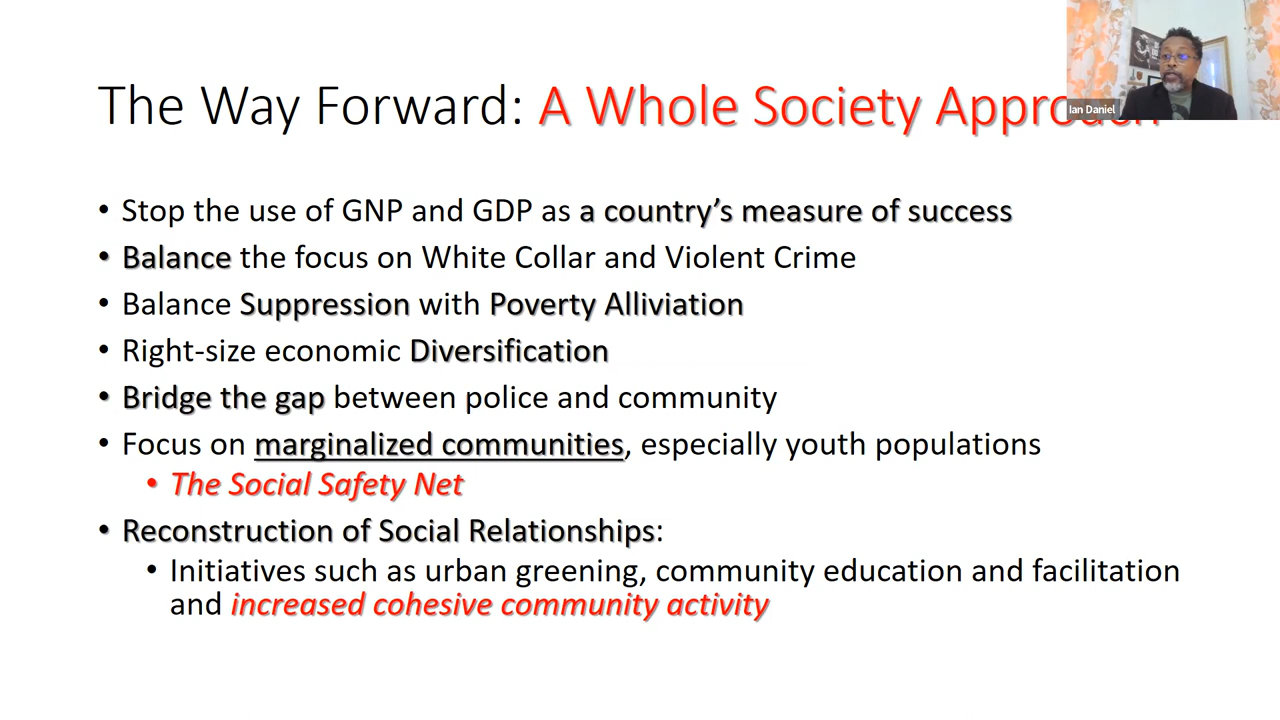 The Way Forward: A Whole Society Approach
Ian Daniel
• Stop the use of GNP and GDP as a country’s measure of success
• Balance the focus on White Collar and Violent Crime
• Balance Suppression with Poverty Alliviation
• Right-size economic Diversification
• Bridge the gap between police and community
• Focus on marginalized communities, especially youth populations
• The Social Safety Net
• Reconstruction of Social Relationships:
• Initiatives such as urban greening, community education and facilitation
and increased cohesive community activity